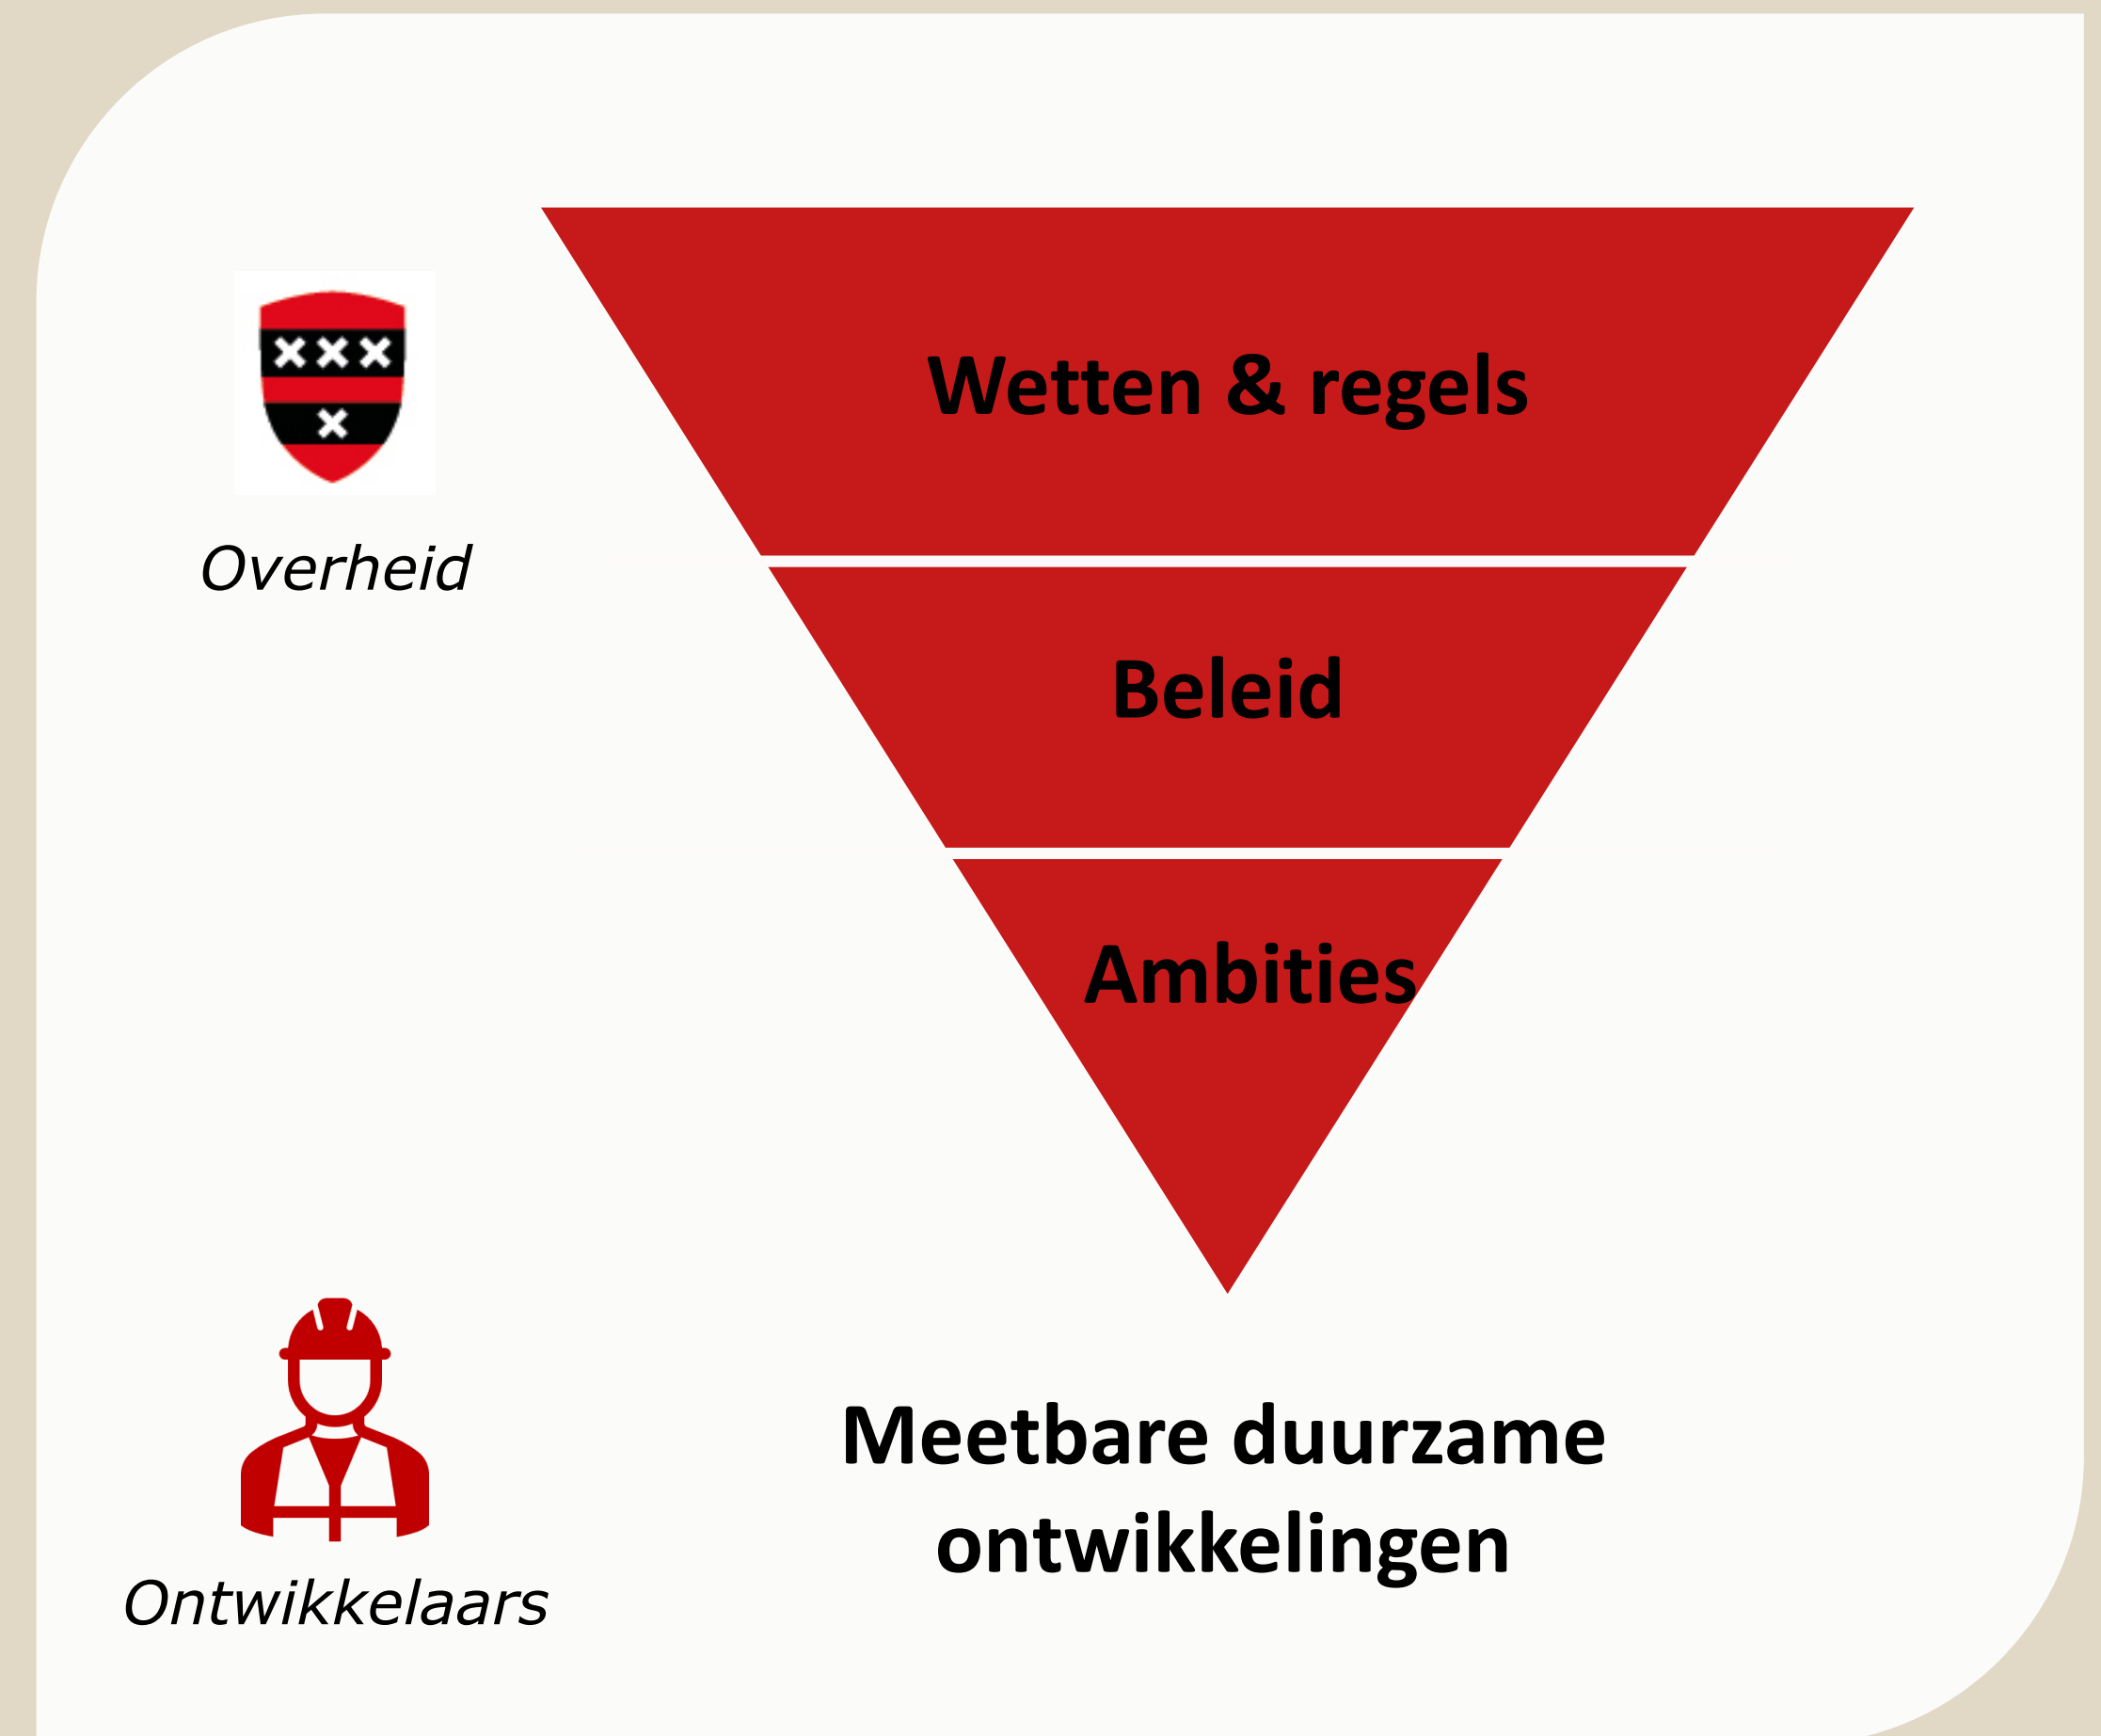 Wetten & regels
Overheid
Beleid
Ambities
Meetbare duurzame
ontwikkelingen
Ontwikkelaars